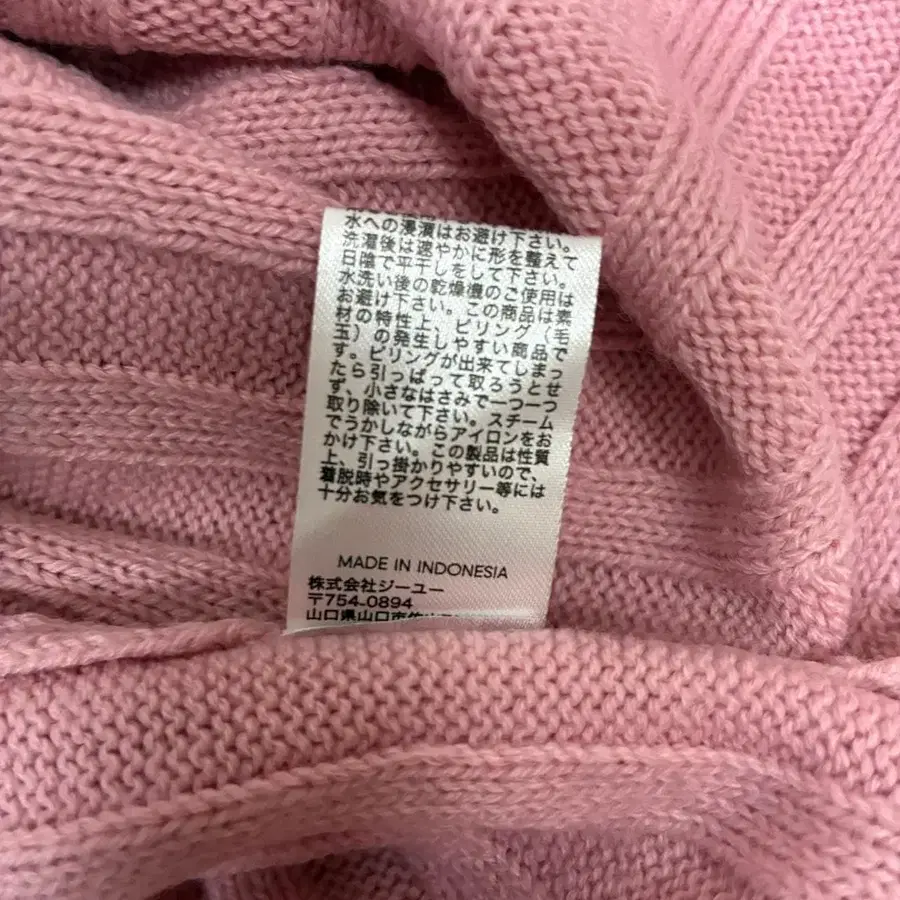 水への浸漬はお避け下さい。
洗濯後は速やかに形を整えて
日陰で平干しをして下さい。
水洗い後の乾燥機のご使用は
お避け下さい。この商品は素
材の特性上、ピリング（毛
玉）の発生しやすい商品で
す。ピリングが出来てしまっ
たら引っぱって取ろうとせ
ず、小さなはさみで一つ一つ
取り除いて下さい。スチーム
でうかしながらアイロンをお
かけ下さい。この製品は性質
上、引っ掛かりやすいので、
着脱時やアクセサリー等には
十分お気をつけ下さい。
MADE IN INDONESIA
株式会社ジーユー
〒754-0894
山口県山口市佐山